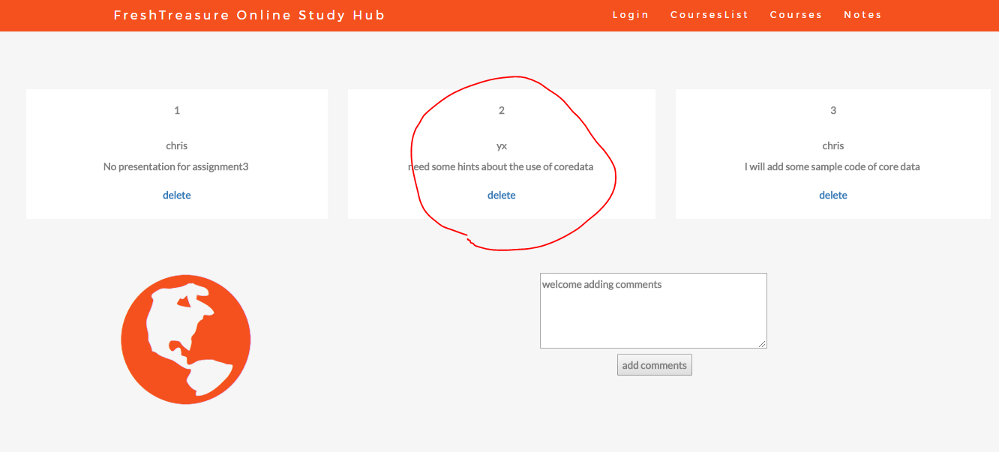 FreshTreasure Online Study Hub
Login CoursesList Courses Notes
1
chris
No presentation for assignment3
delete
2
yx
need some hints about the use of coredata
delete
3
chris
I will add some sample code of core data
delete
welcome adding comments
add comments